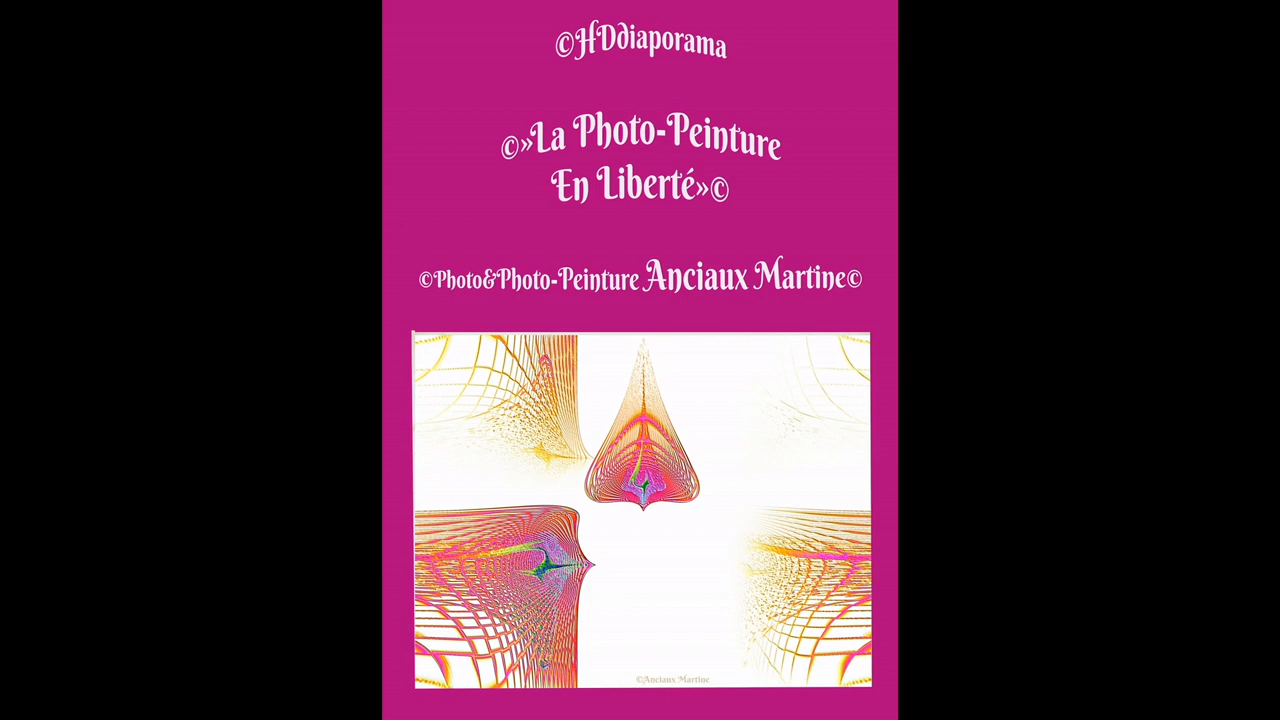 ©HDdiaporama
©»La Photo-Peinture
En Liberté»©
©Photo&Photo-Peinture Anciaux Martine©
©Anciaux Martine